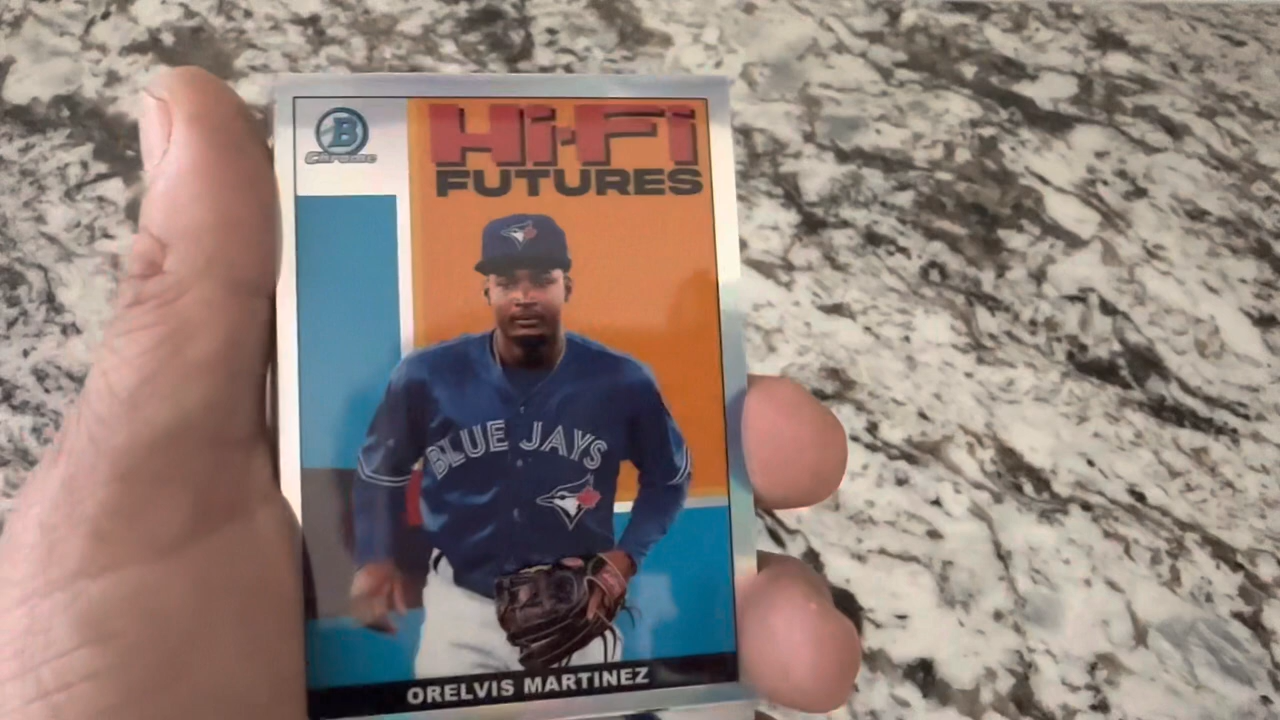 B
Chrome
Hi-Fi
FUTURES
BLUE JAYS
ORELVIS MARTINEZ